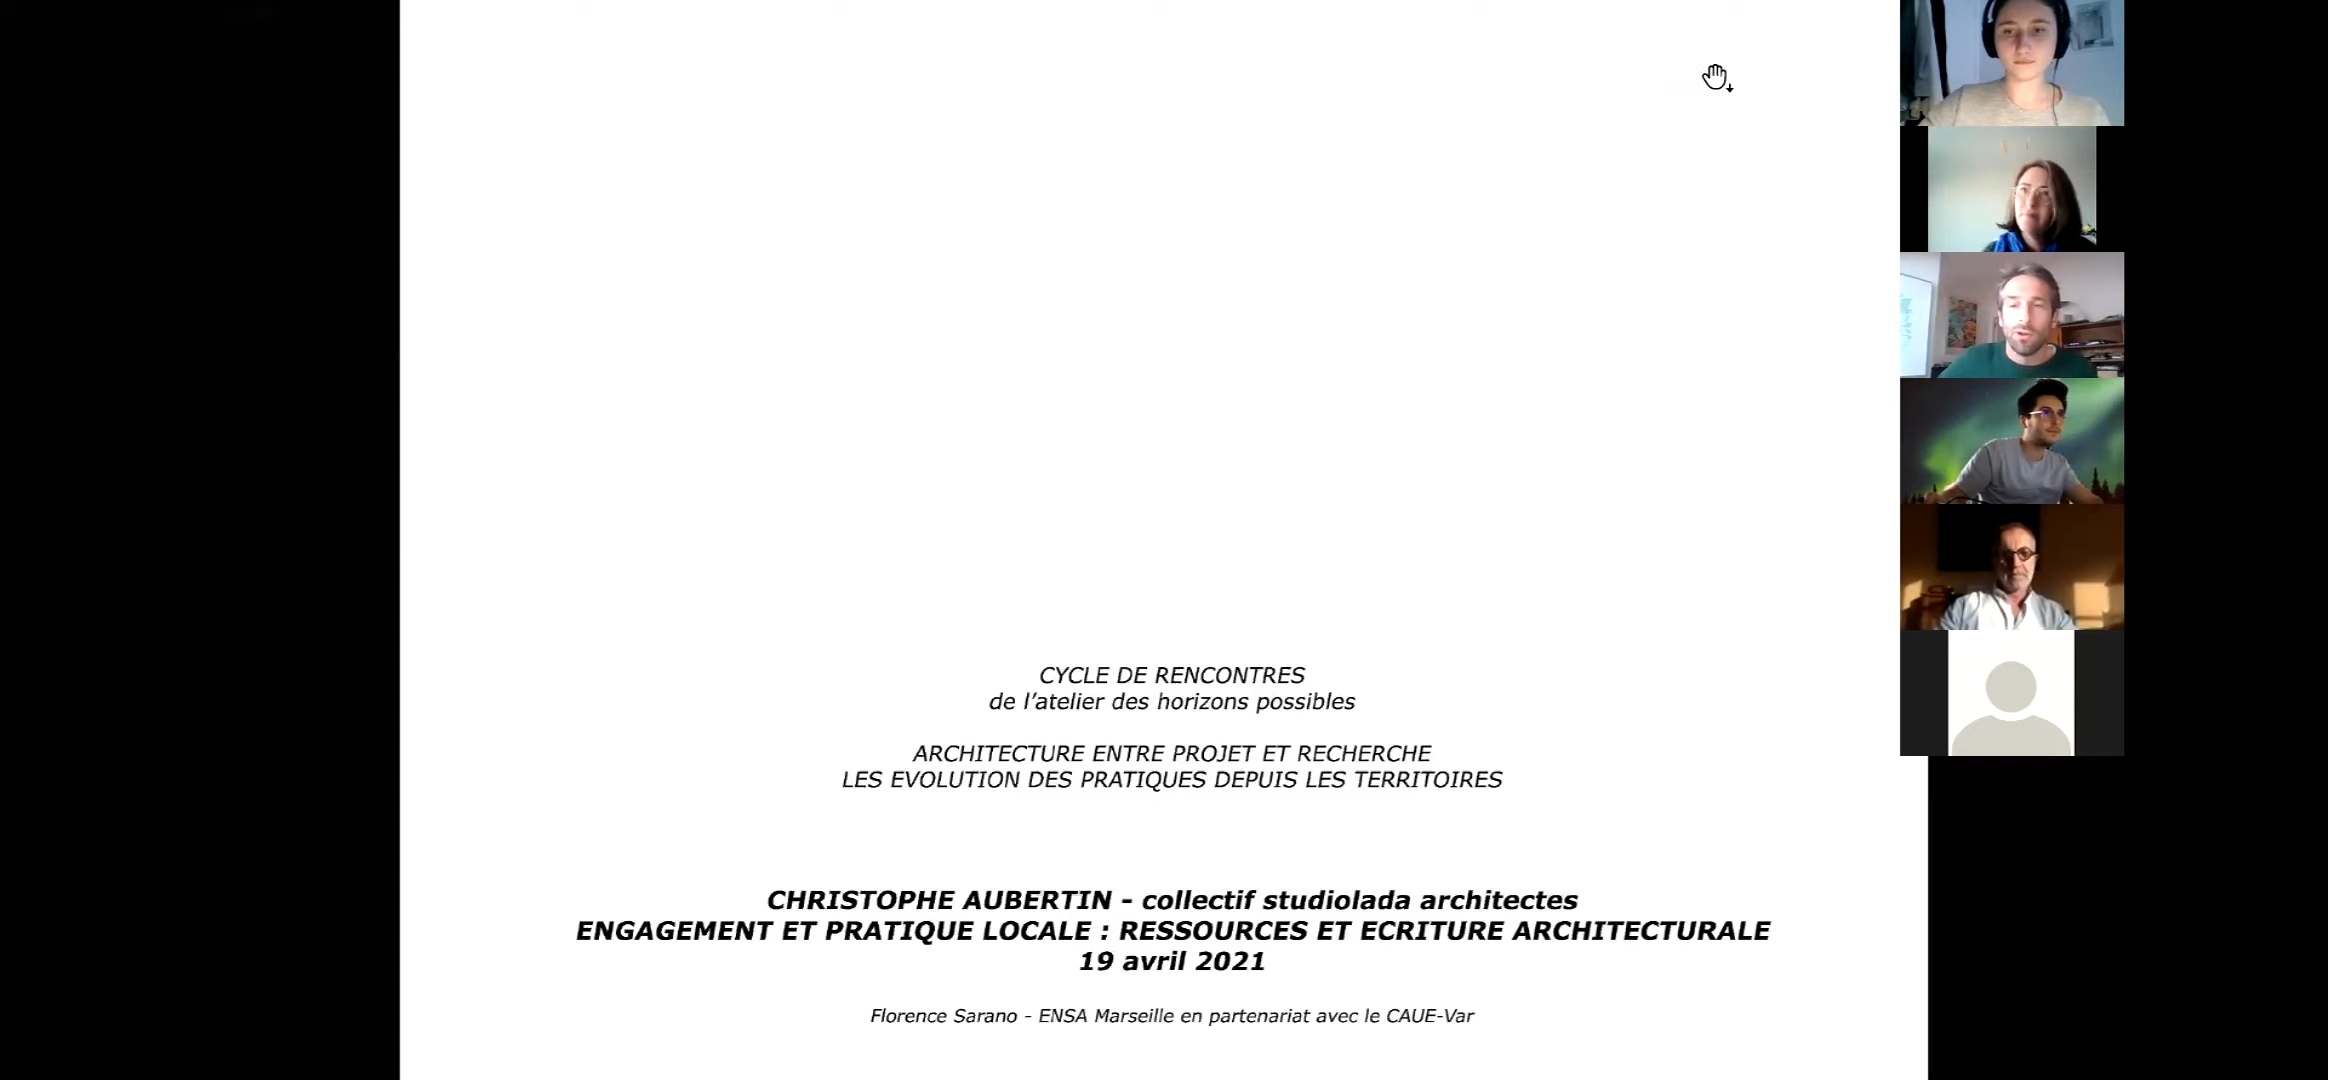 CYCLE DE RENCONTRES
de l'atelier des horizons possibles
ARCHITECTURE ENTRE PROJET ET RECHERCHE
LES EVOLUTION DES PRATIQUES DEPUIS LES TERRITOIRES
CHRISTOPHE AUBERTIN - collectif studiolada architectes
ENGAGEMENT ET PRATIQUE LOCALE : RESSOURCES ET ECRITURE ARCHITECTURALE
19 avril 2021
Florence Sarano - ENSA Marseille en partenariat avec le CAUE-Var